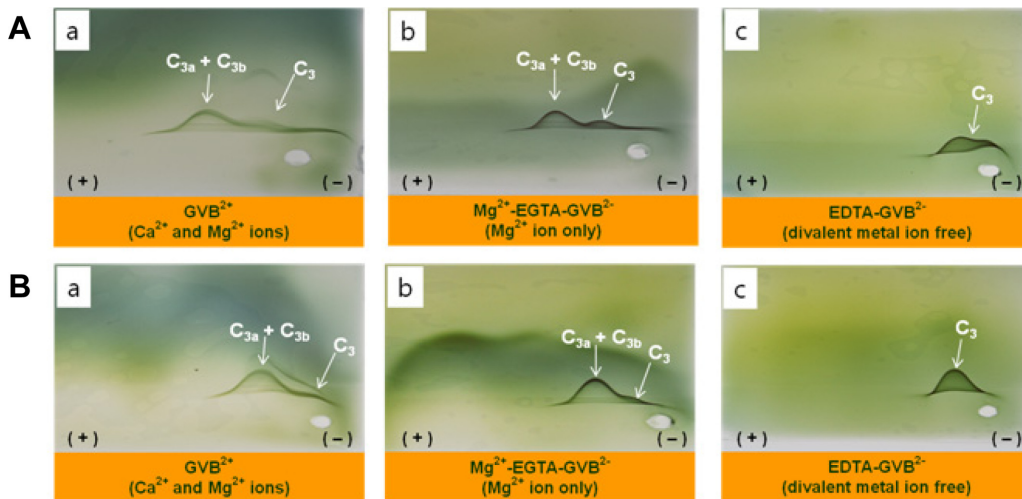 A
a
C3a + C3b
C3
(+)
(−)
GVB2+
(Ca2+ and Mg2+ ions)
b
C3a + C3b
C3
(+)
(−)
Mg2+-EGTA-GVB2-
(Mg2+ ion only)
c
C3
(+)
(−)
EDTA-GVB2-
(divalent metal ion free)
B
a
C3a + C3b
C3
(+)
(−)
GVB2+
(Ca2+ and Mg2+ ions)
b
C3a + C3b
C3
(+)
(−)
Mg2+-EGTA-GVB2-
(Mg2+ ion only)
c
C3
(+)
(−)
EDTA-GVB2-
(divalent metal ion free)